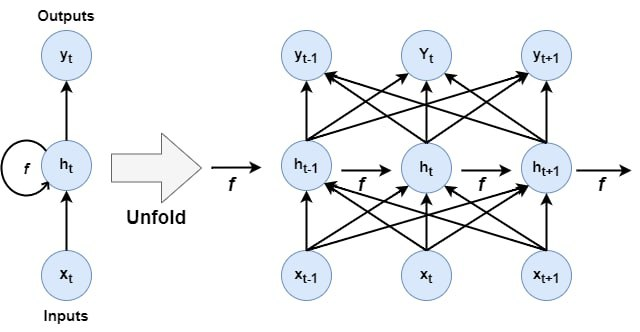 Outputs
yt
f
ht
xt
Inputs
Unfold
f
yt-1
Yt
yt+1
ht-1
f
ht
f
ht+1
f
xt-1
xt
xt+1